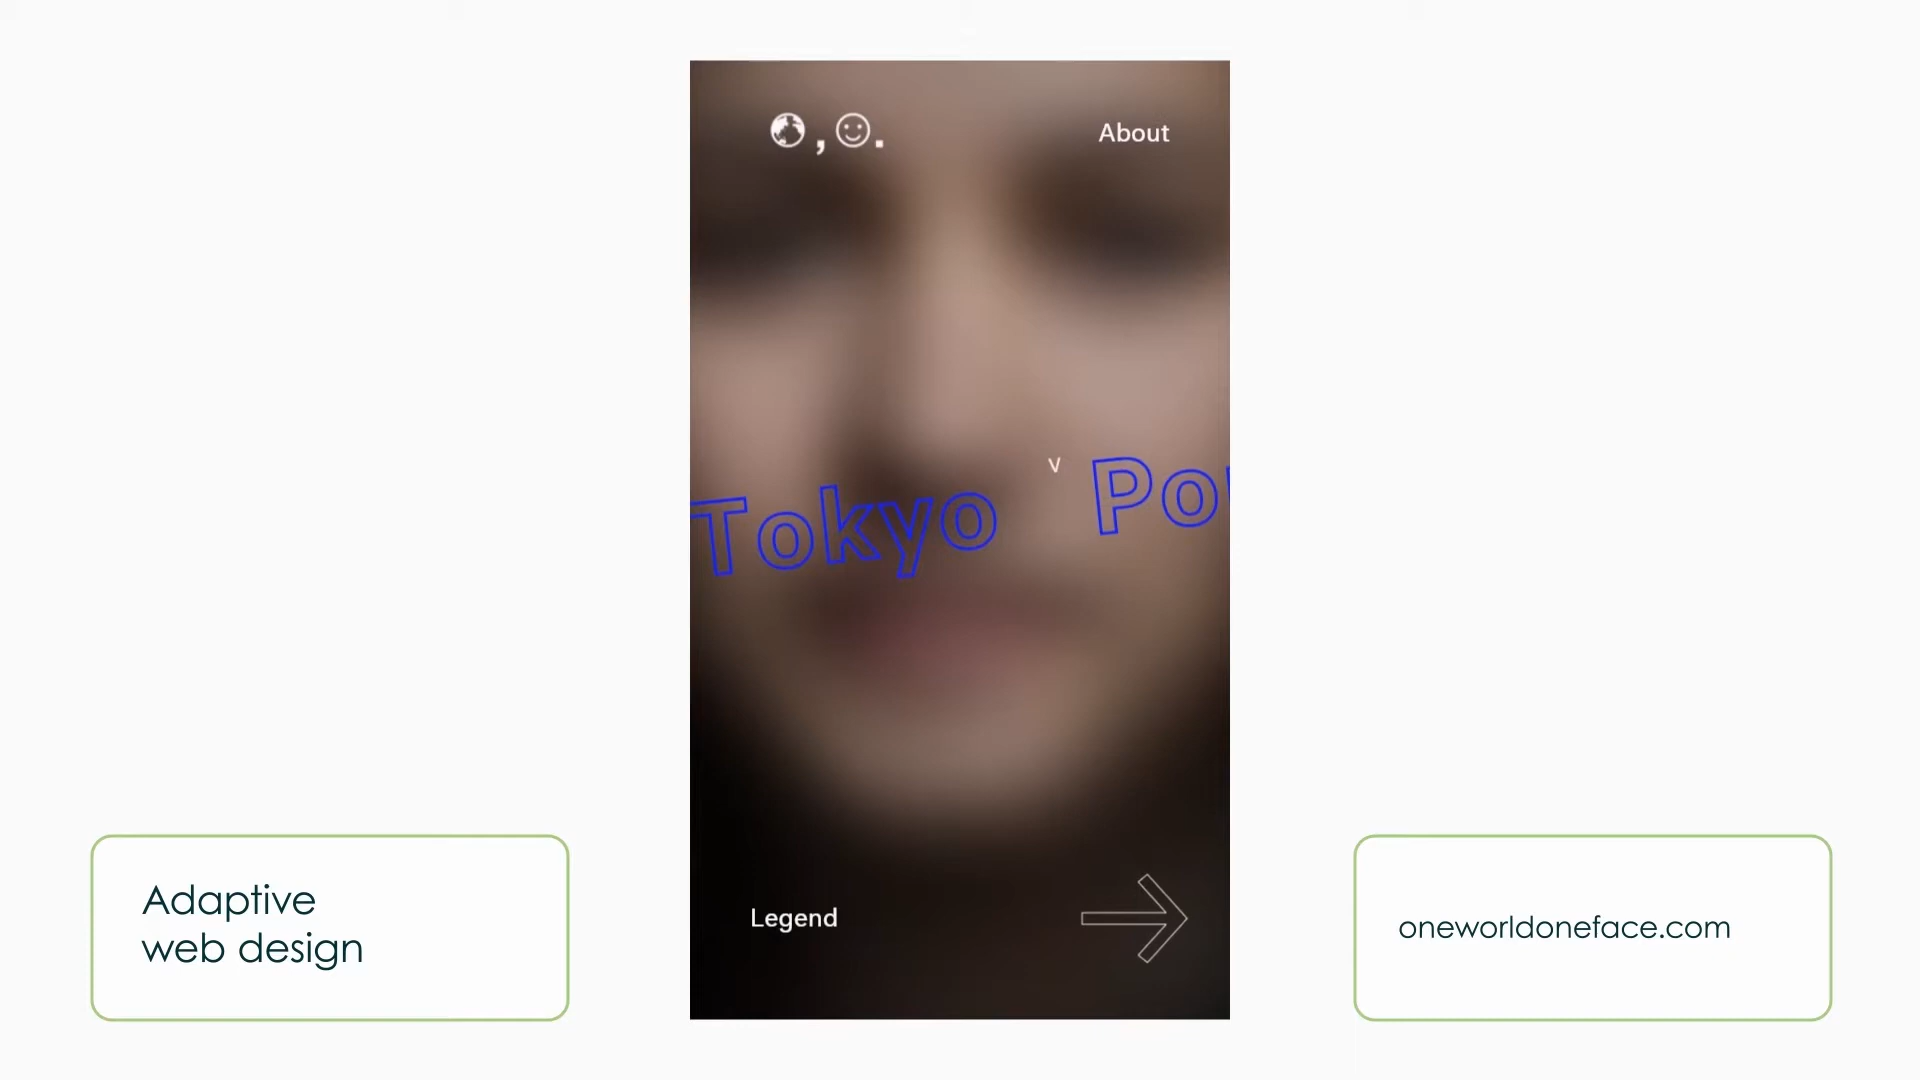 About
v
Tokyo
Legend
Adaptive
web design
oneworldoneface.com